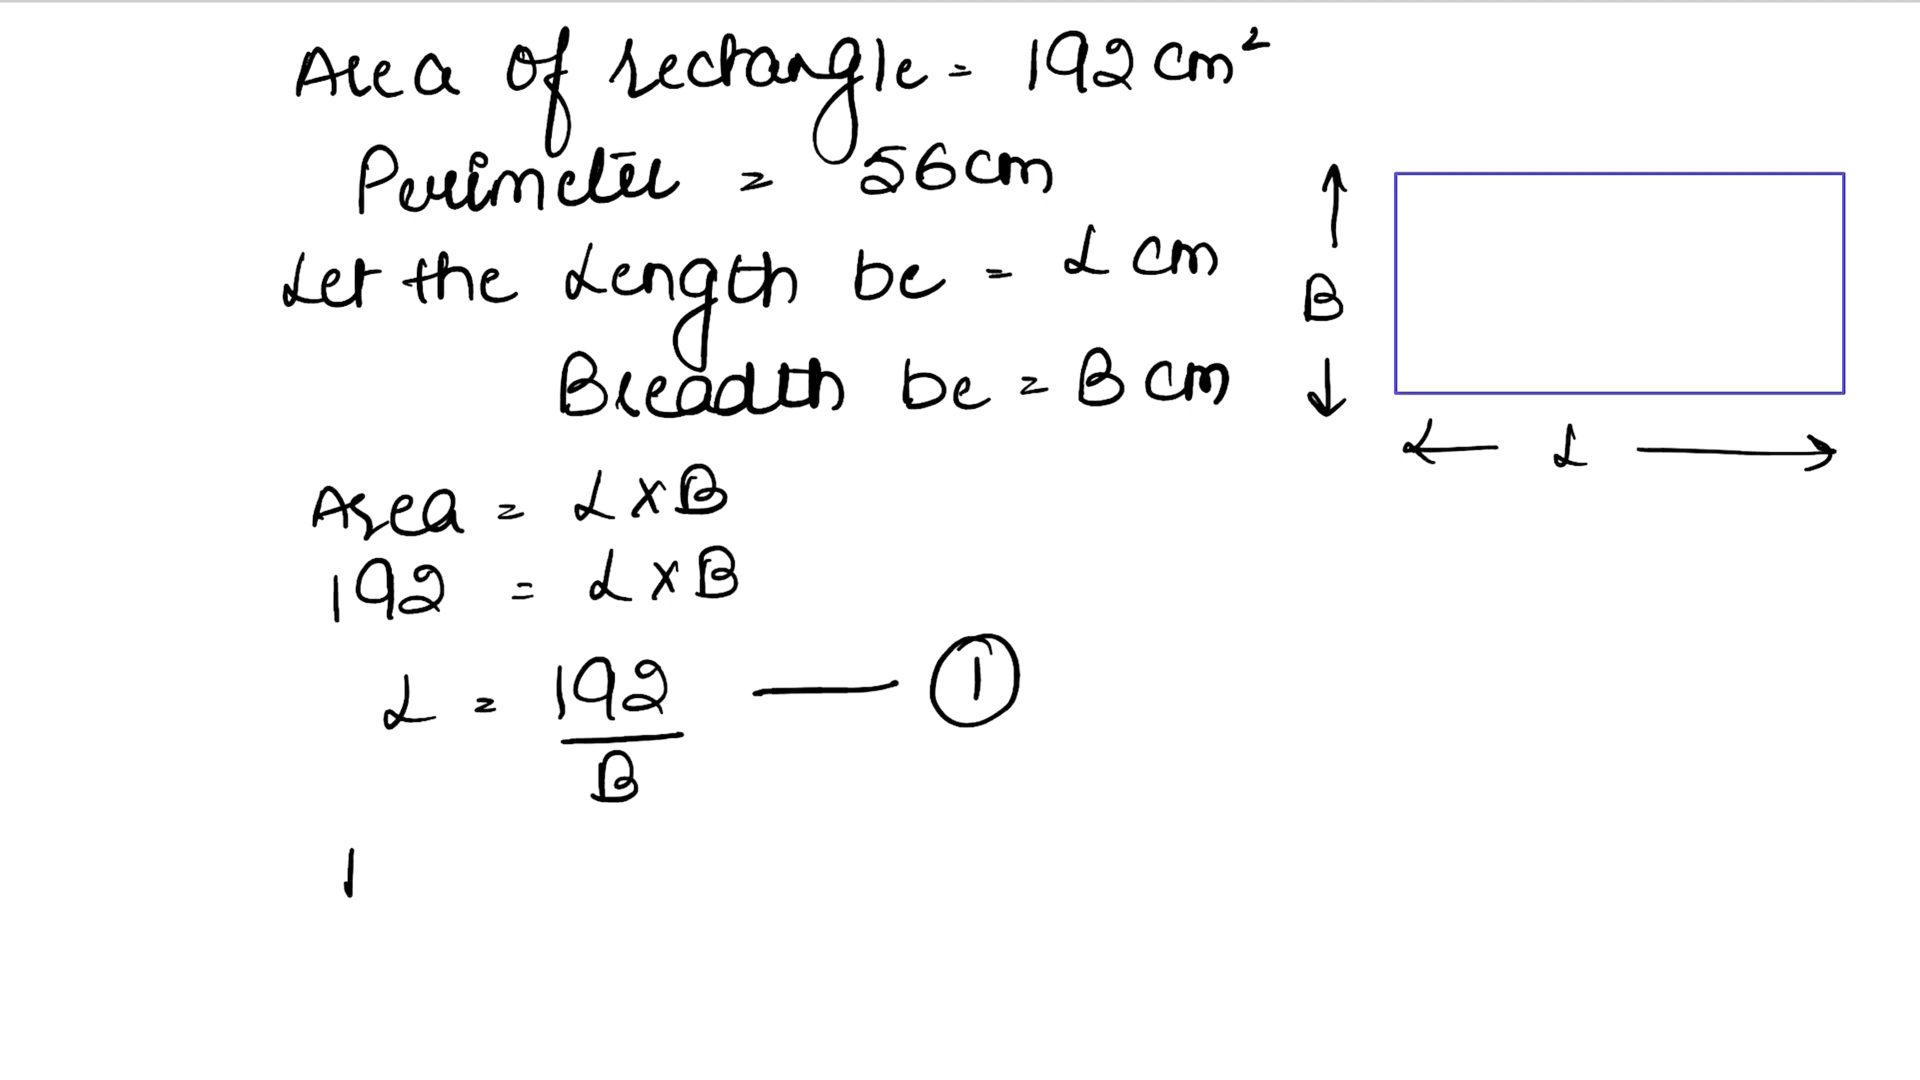 Area of rectangle = 192 cm²
Perimeter = 56 cm
Let the Length be = L cm
Breadth be = B cm
B
L
Area = L × B
192 = L × B
L = 192/B — ①